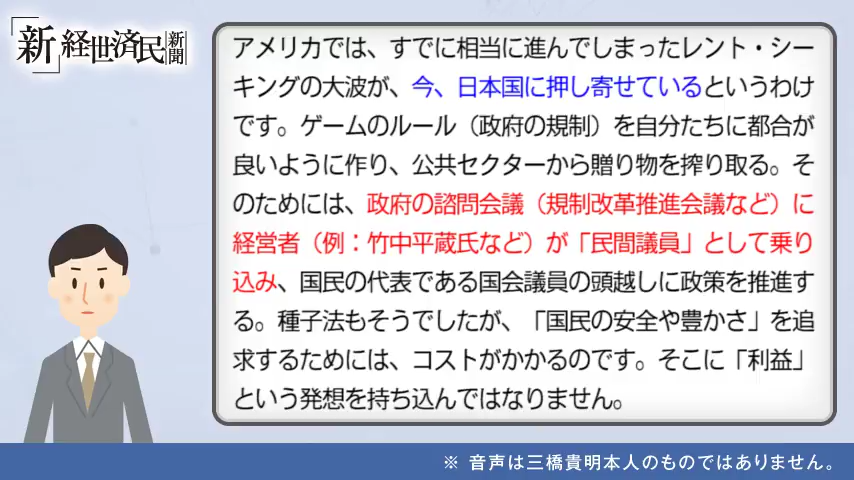 「新」経世済民新聞
アメリカでは、すでに相当に進んでしまったレント・シー
キングの大波が、今、日本国に押し寄せているというわけ
です。ゲームのルール（政府の規制）を自分たちに都合が
良いように作り、公共セクターから贈り物を搾り取る。そ
のためには、政府の諮問会議（規制改革推進会議など）に
経営者（例：竹中平蔵氏など）が「民間議員」として乗り
込み、国民の代表である国会議員の頭越しに政策を推進す
る。種子法もそうでしたが、「国民の安全や豊かさ」を追
求するためには、コストがかかるのです。そこに「利益」
という発想を持ち込んではなりません。
※ 音声は三橋貴明本人のものではありません。